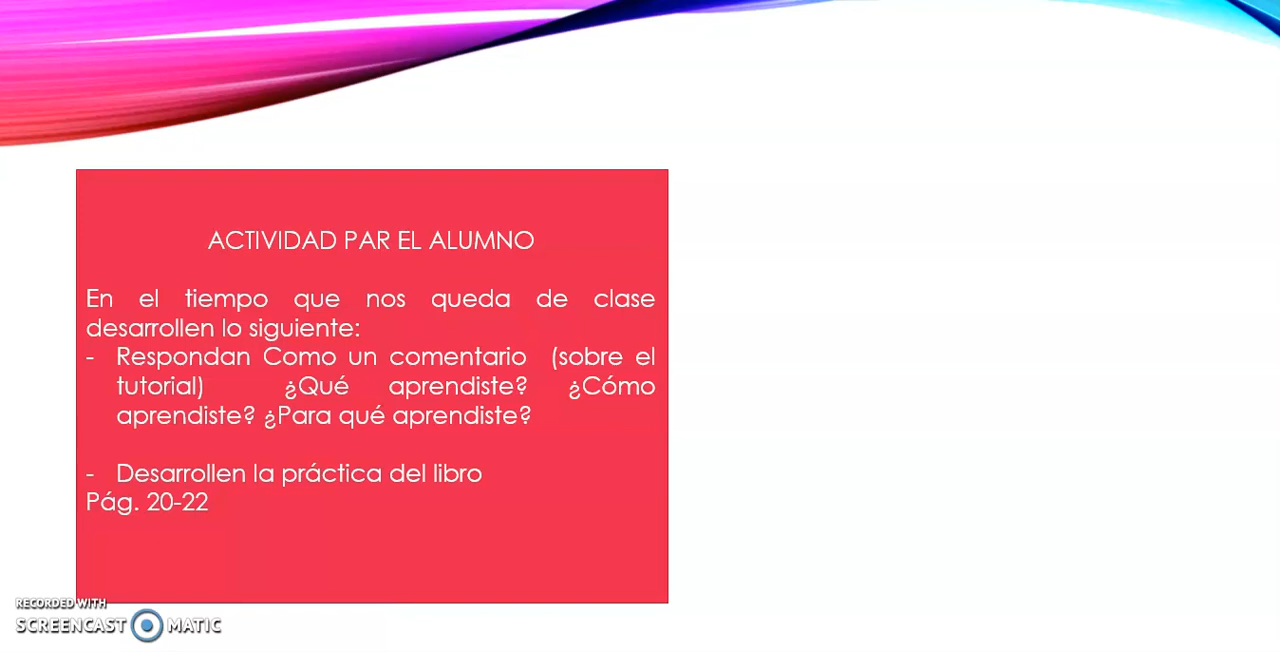 ACTIVIDAD PAR EL ALUMNO
En el tiempo que nos queda de clase
desarrollen lo siguiente:
- Respondan Como un comentario (sobre el
tutorial) ¿Qué aprendiste? ¿Cómo
aprendiste? ¿Para qué aprendiste?
- Desarrollen la práctica del libro
Pág. 20-22
RECORDED WITH
SCREENCAST MATIC